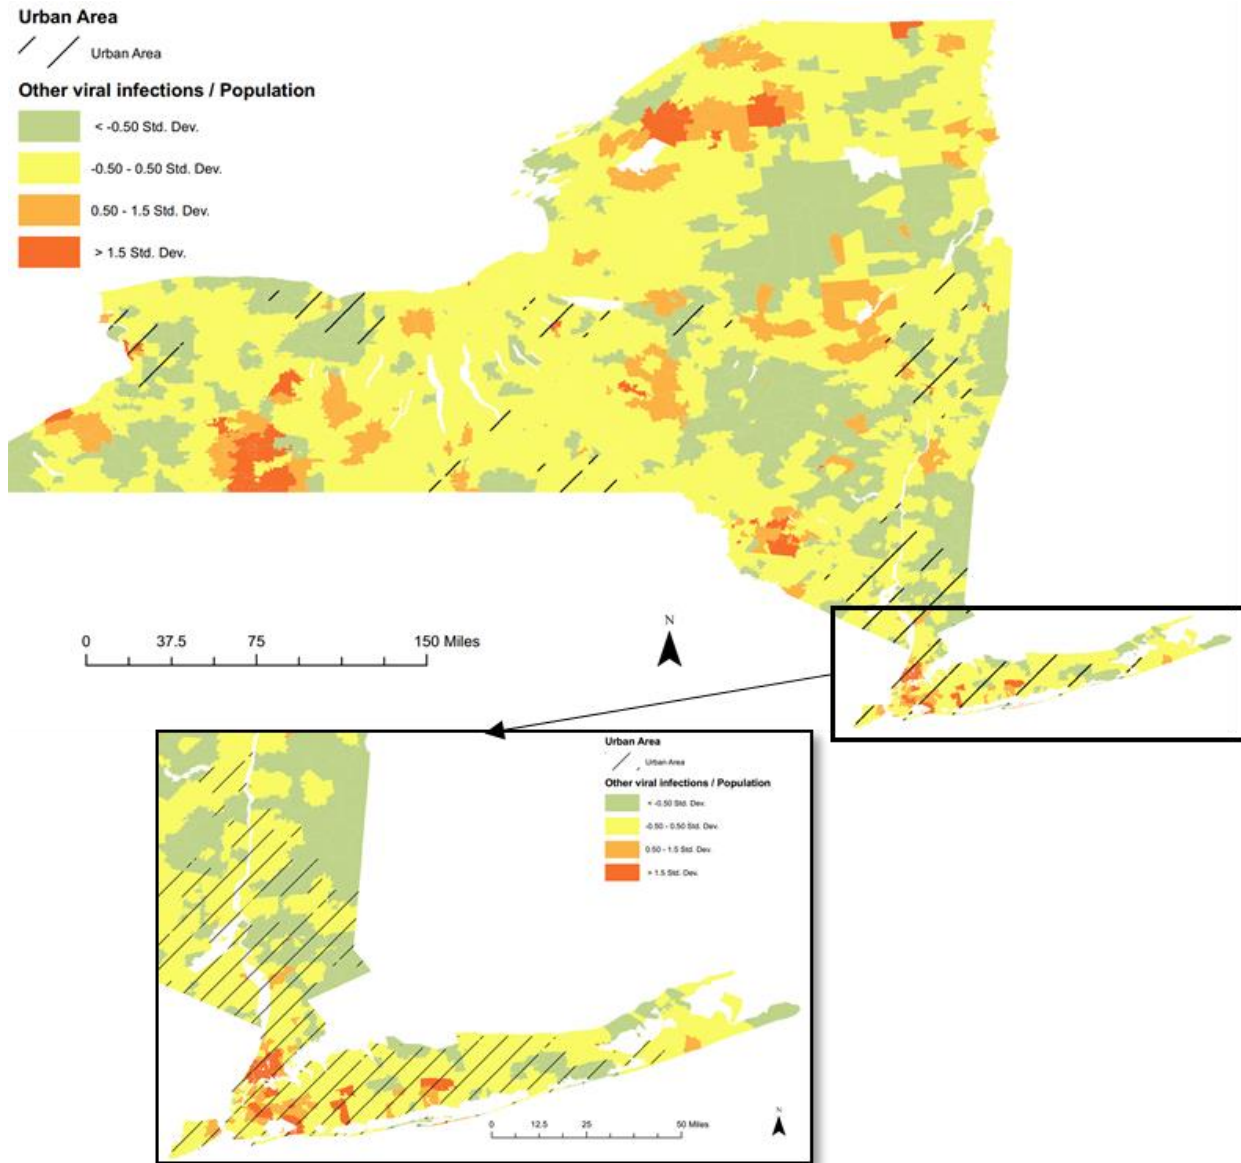 Urban Area
Urban Area
Other viral infections / Population
< -0.50 Std. Dev.
-0.50 - 0.50 Std. Dev.
0.50 - 1.5 Std. Dev.
> 1.5 Std. Dev.
N
0 37.5 75 150 Miles
Urban Area
Urban Area
Other viral infections / Population
< -0.50 Std. Dev.
-0.50 - 0.50 Std. Dev.
0.50 - 1.5 Std. Dev.
> 1.5 Std. Dev.
N
0 12.5 25 50 Miles